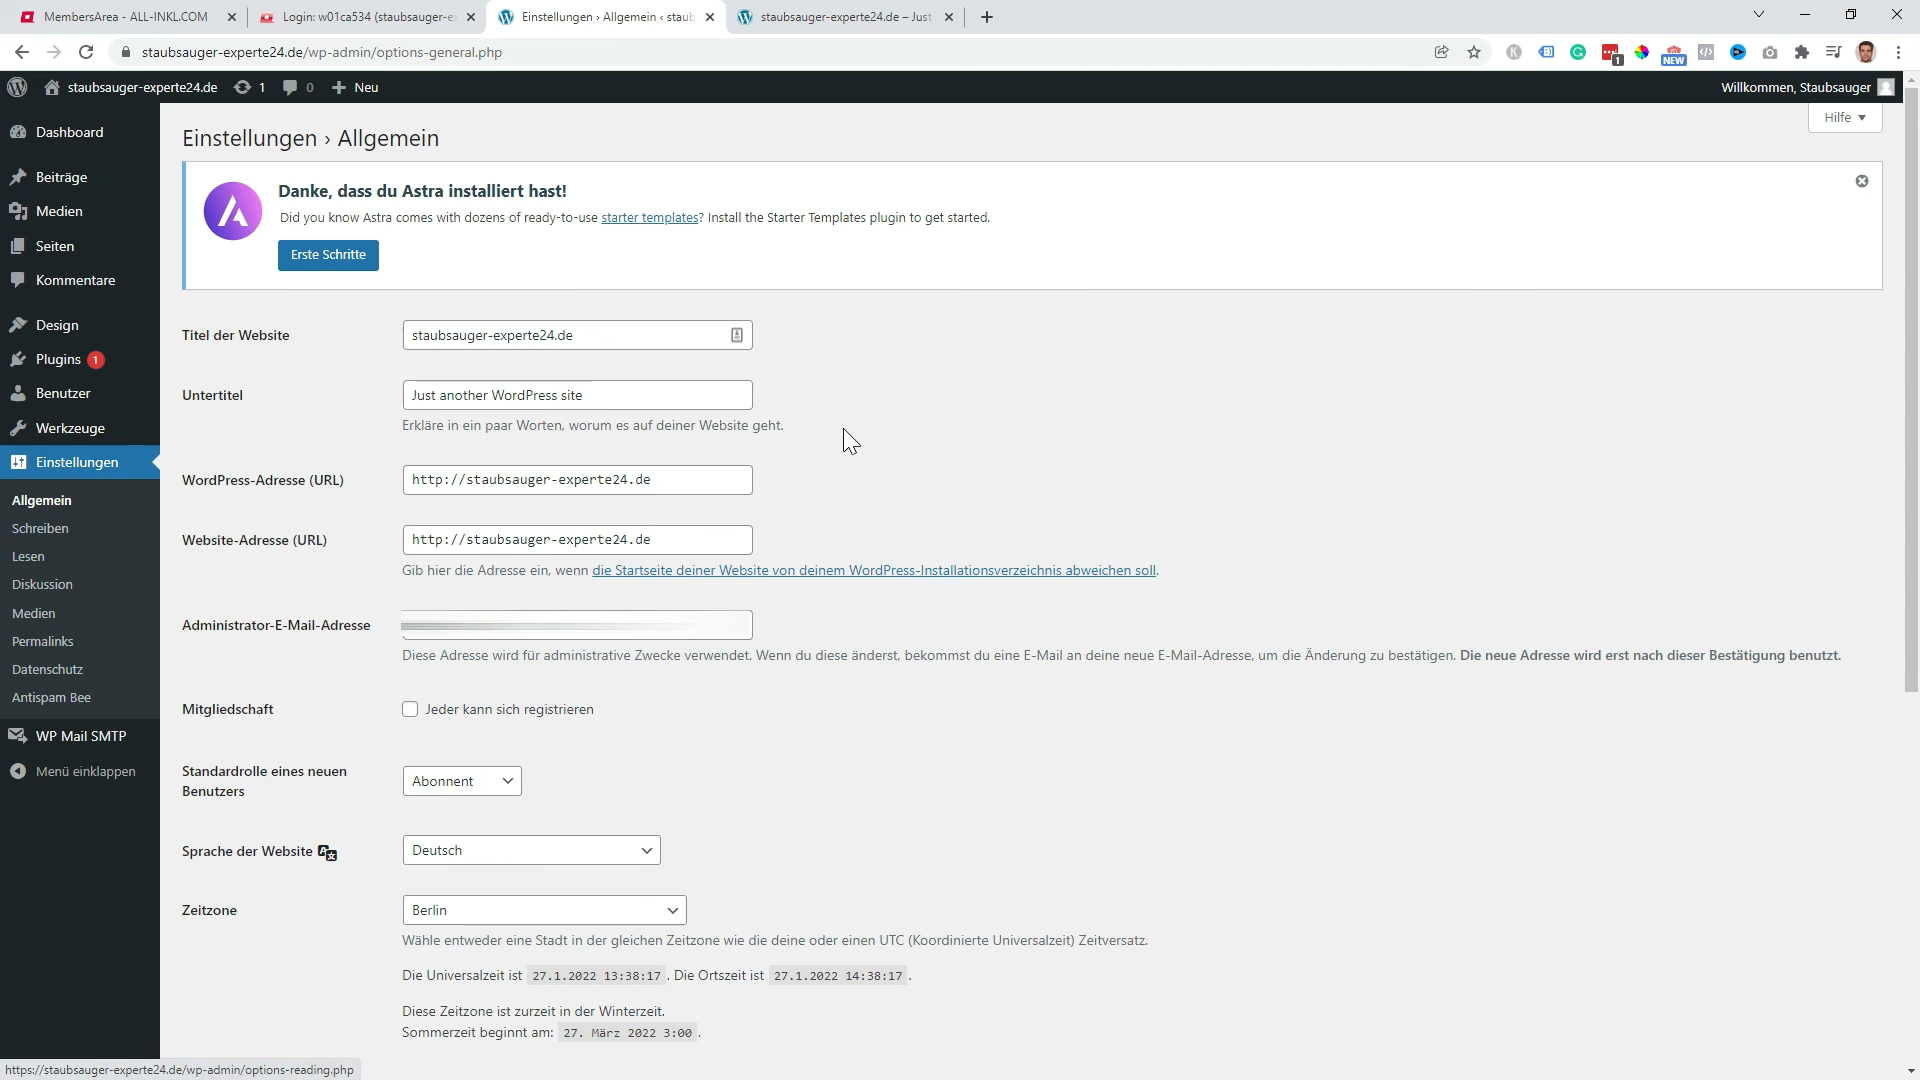 MembersArea - ALL-INKL.COM
Login: w01ca534 (staubsauger-ex
Einstellungen › Allgemein ‹ staub
staubsauger-experte24.de – Just
staubsauger-experte24.de/wp-admin/options-general.php
1
NEW
staubsauger-experte24.de
1
0
Neu
Willkommen, Staubsauger
Hilfe
Dashboard
Beiträge
Medien
Seiten
Kommentare
Design
Plugins 1
Benutzer
Werkzeuge
Einstellungen
Allgemein
Schreiben
Lesen
Diskussion
Medien
Permalinks
Datenschutz
Antispam Bee
WP Mail SMTP
Menü einklappen
Einstellungen › Allgemein
Danke, dass du Astra installiert hast!
Did you know Astra comes with dozens of ready-to-use starter templates? Install the Starter Templates plugin to get started.
Erste Schritte
Titel der Website
staubsauger-experte24.de
Untertitel
Just another WordPress site
Erkläre in ein paar Worten, worum es auf deiner Website geht.
WordPress-Adresse (URL)
http://staubsauger-experte24.de
Website-Adresse (URL)
http://staubsauger-experte24.de
Gib hier die Adresse ein, wenn die Startseite deiner Website von deinem WordPress-Installationsverzeichnis abweichen soll.
Administrator-E-Mail-Adresse
Diese Adresse wird für administrative Zwecke verwendet. Wenn du diese änderst, bekommst du eine E-Mail an deine neue E-Mail-Adresse, um die Änderung zu bestätigen. Die neue Adresse wird erst nach dieser Bestätigung benutzt.
Mitgliedschaft
Jeder kann sich registrieren
Standardrolle eines neuen
Benutzers
Abonnent
Sprache der Website
Deutsch
Zeitzone
Berlin
Wähle entweder eine Stadt in der gleichen Zeitzone wie die deine oder einen UTC (Koordinierte Universalzeit) Zeitversatz.
Die Universalzeit ist 27.1.2022 13:38:17 . Die Ortszeit ist 27.1.2022 14:38:17 .
Diese Zeitzone ist zurzeit in der Winterzeit.
Sommerzeit beginnt am: 27. März 2022 3:00 .
https://staubsauger-experte24.de/wp-admin/options-reading.php